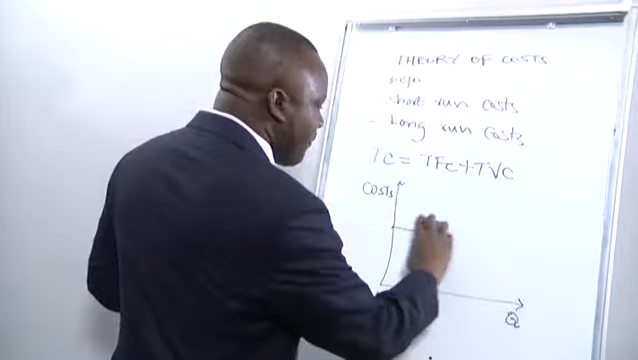 THEORY OF COSTS
- Short run Costs
- Long run Costs
TC = TFC + TVC
COSTS
Q